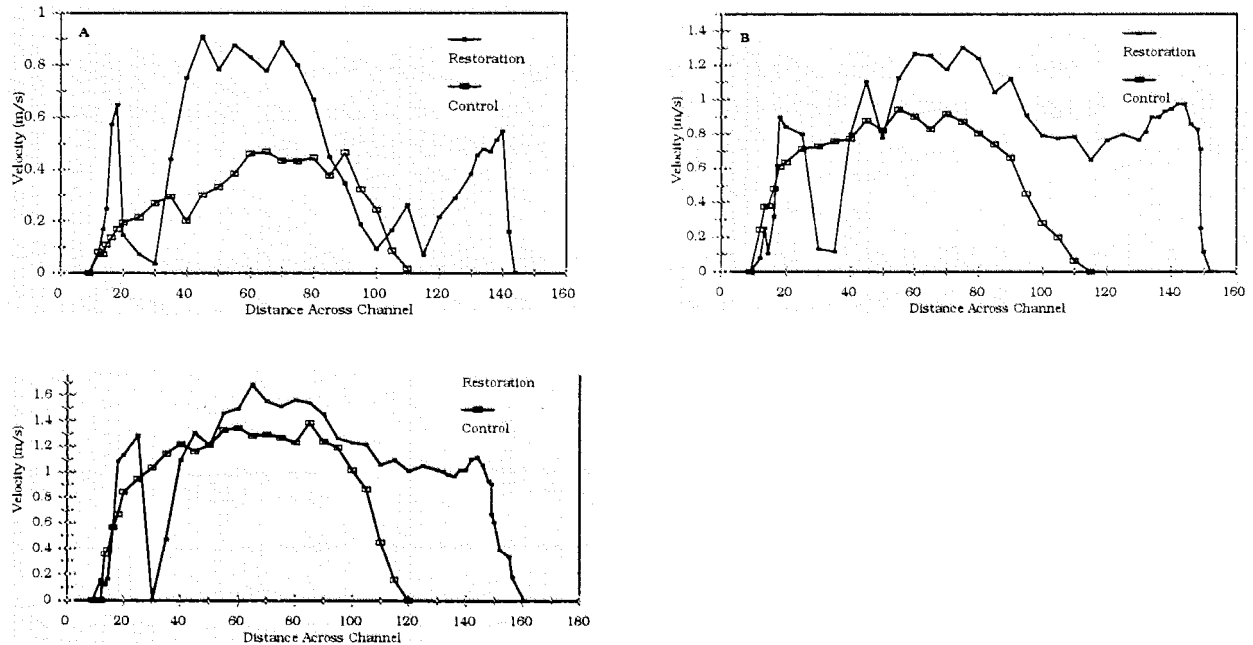 A
Restoration
Control
Velocity (m/s)
1
0.8
0.6
0.4
0.2
0
0 20 40 60 80 100 120 140 160
Distance Across Channel
B
Restoration
Control
Velocity (m/s)
1.4
1.2
1
0.8
0.6
0.4
0.2
0
0 20 40 60 80 100 120 140 160
Distance Across Channel
Restoration
Control
Velocity (m/s)
1.6
1.4
1.2
1
0.8
0.6
0.4
0.2
0
0 20 40 60 80 100 120 140 160 180
Distance Across Channel